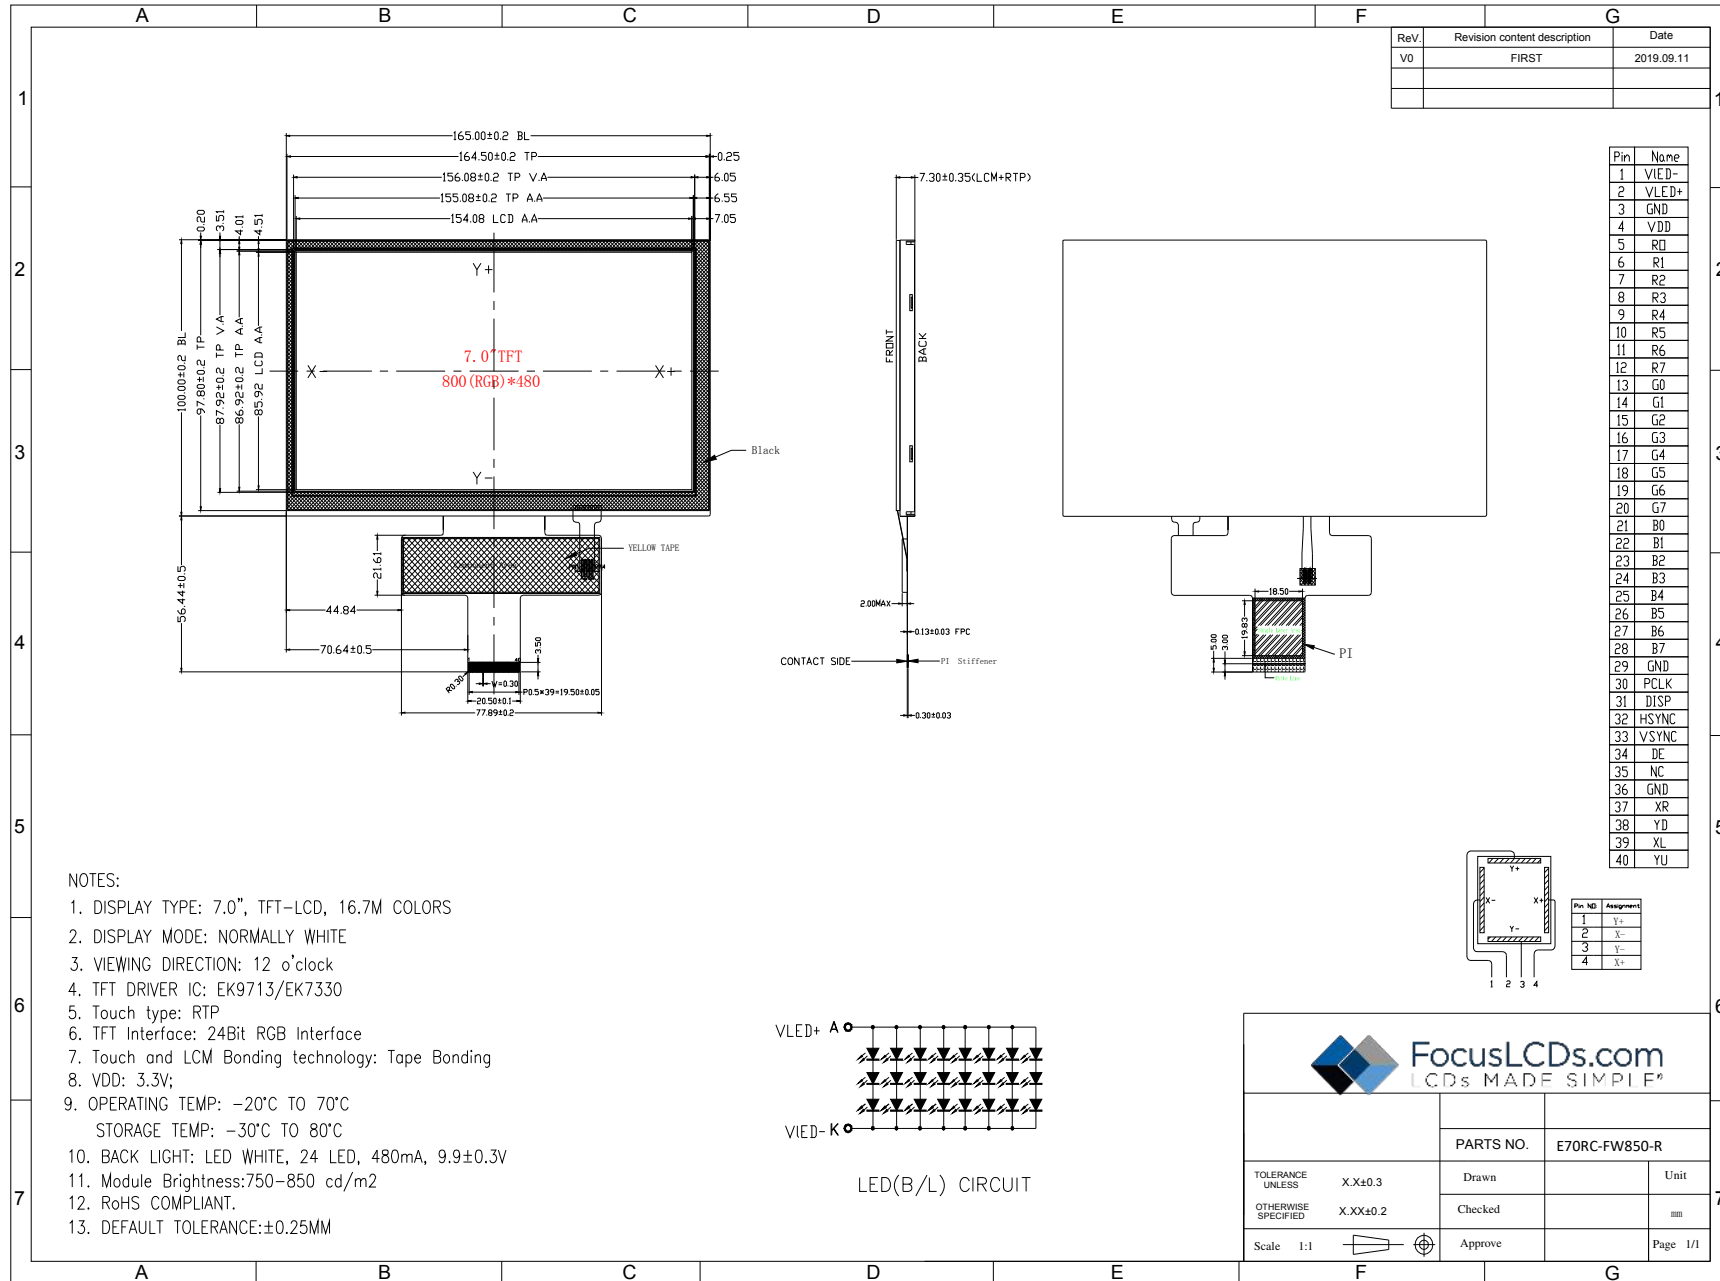 A B C D E F G
ReV. Revision content description Date
V0 FIRST 2019.09.11
1
2
3
4
5
6
7
165.00±0.2 BL
164.50±0.2 TP 0.25
156.08±0.2 TP V.A 6.05
155.08±0.2 TP A.A 6.55
154.08 LCD A.A 7.05
0.20
3.51
4.01
4.51
100.00±0.2 BL
97.80±0.2 TP
87.92±0.2 TP V.A
86.92±0.2 TP A.A
85.92 LCD A.A
Y+
7.0"TFT
X- X+
800(RGB)*480
Y-
Black
YELLOW TAPE
21.61
56.44±0.5
44.84
70.64±0.5
3.50
R0.30
W=0.30
P0.5*39=19.50±0.05
20.50±0.1
77.89±0.2
7.30±0.35(LCM+RTP)
FRONT
BACK
2.00MAX
0.13±0.03 FPC
CONTACT SIDE
PI Stiffener
0.30±0.03
18.50
19.83
5.00
3.00
PI
Pin Name
1 VlED-
2 VLED+
3 GND
4 VDD
5 R0
6 R1
7 R2
8 R3
9 R4
10 R5
11 R6
12 R7
13 G0
14 G1
15 G2
16 G3
17 G4
18 G5
19 G6
20 G7
21 B0
22 B1
23 B2
24 B3
25 B4
26 B5
27 B6
28 B7
29 GND
30 PCLK
31 DISP
32 HSYNC
33 VSYNC
34 DE
35 NC
36 GND
37 XR
38 YD
39 XL
40 YU
Y+
X- X+
Y-
1 2 3 4
Pin NO. Assignment
1 Y+
2 X-
3 Y-
4 X+
NOTES:
1. DISPLAY TYPE: 7.0", TFT-LCD, 16.7M COLORS
2. DISPLAY MODE: NORMALLY WHITE
3. VIEWING DIRECTION: 12 o'clock
4. TFT DRIVER IC: EK9713/EK7330
5. Touch type: RTP
6. TFT Interface: 24Bit RGB Interface
7. Touch and LCM Bonding technology: Tape Bonding
8. VDD: 3.3V;
9. OPERATING TEMP: -20°C TO 70°C
STORAGE TEMP: -30°C TO 80°C
10. BACK LIGHT: LED WHITE, 24 LED, 480mA, 9.9±0.3V
11. Module Brightness:750-850 cd/m2
12. RoHS COMPLIANT.
13. DEFAULT TOLERANCE:±0.25MM
VLED+ A
VlED- K
LED(B/L) CIRCUIT
FocusLCDs.com
LCDs MADE SIMPLE®
PARTS NO. E70RC-FW850-R
TOLERANCE UNLESS X.X±0.3 Drawn Unit
OTHERWISE SPECIFIED X.XX±0.2 Checked mm
Scale 1:1 Approve Page 1/1
A B C D E F G
1
2
3
4
5
6
7